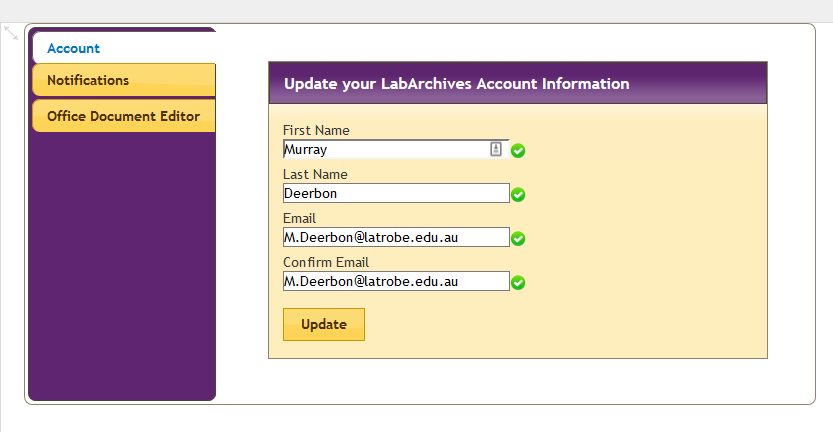 Account
Notifications
Office Document Editor
Update your LabArchives Account Information
First Name
Murray
Last Name
Deerbon
Email
M.Deerbon@latrobe.edu.au
Confirm Email
M.Deerbon@latrobe.edu.au
Update